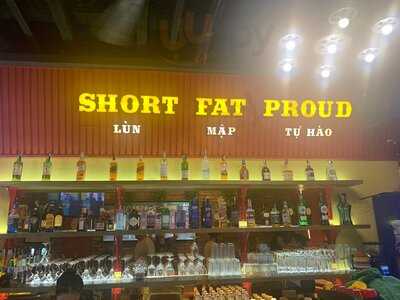 SHORT FAT PROUD
LÙN MẬP TỰ HÀO